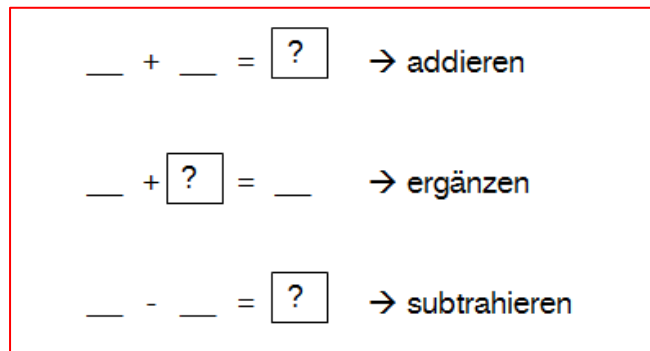 __ + __ = ? → addieren
__ + ? = __ → ergänzen
__ - __ = ? → subtrahieren